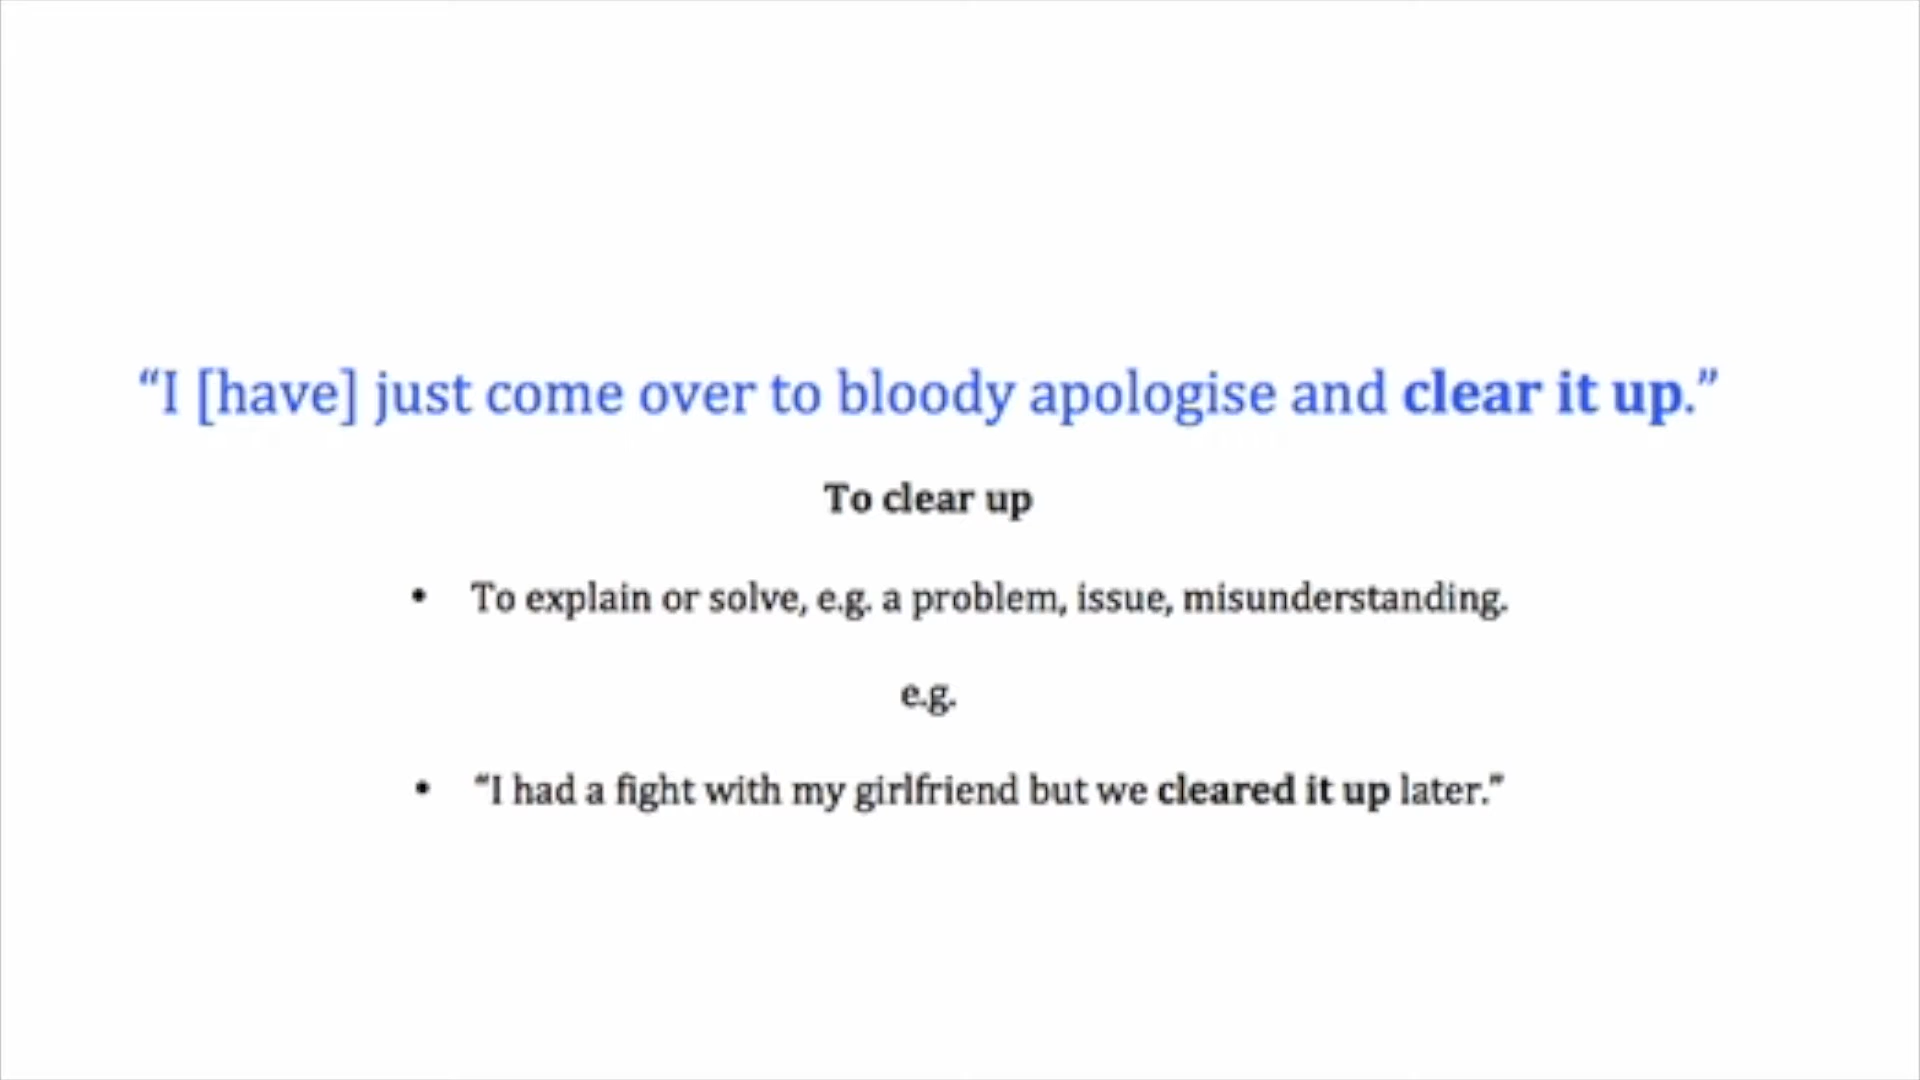 “I [have] just come over to bloody apologise and clear it up.”
To clear up
• To explain or solve, e.g. a problem, issue, misunderstanding.
e.g.
• “I had a fight with my girlfriend but we cleared it up later.”